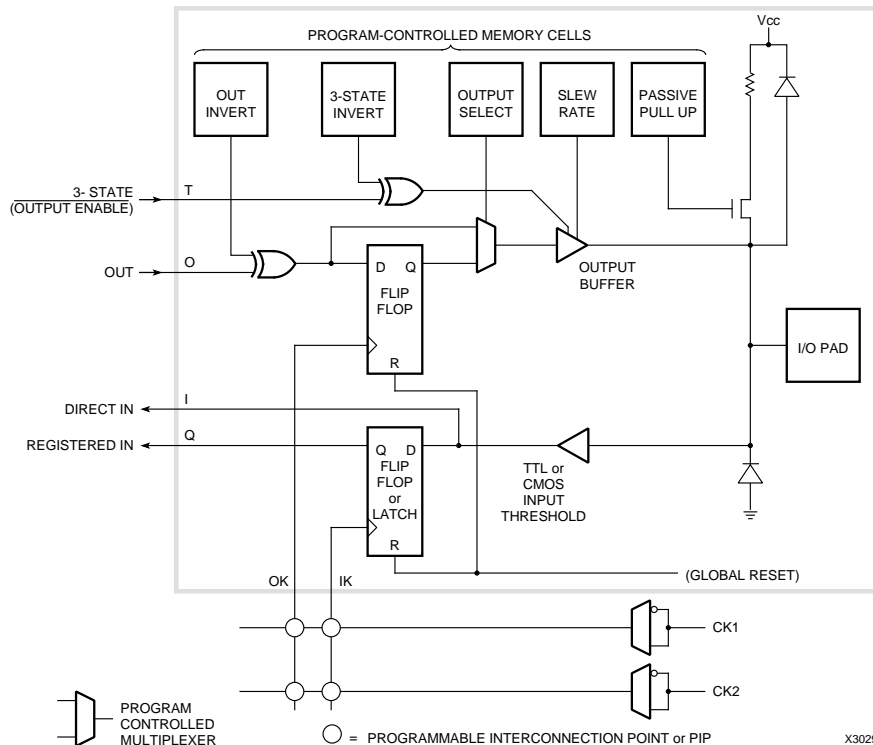 Vcc
PROGRAM-CONTROLLED MEMORY CELLS
OUT
INVERT
3-STATE
INVERT
OUTPUT
SELECT
SLEW
RATE
PASSIVE
PULL UP
3- STATE
(OUTPUT ENABLE)
T
OUT
O
D Q
FLIP
FLOP
R
OUTPUT
BUFFER
I/O PAD
DIRECT IN
I
REGISTERED IN
Q
Q D
FLIP
FLOP
or
LATCH
R
TTL or
CMOS
INPUT
THRESHOLD
OK
IK
(GLOBAL RESET)
CK1
CK2
PROGRAM
CONTROLLED
MULTIPLEXER
= PROGRAMMABLE INTERCONNECTION POINT or PIP